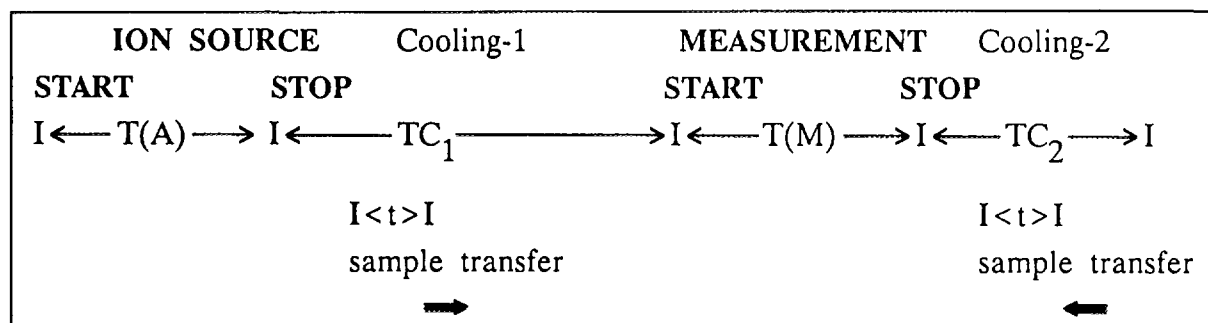 ION SOURCE Cooling-1 MEASUREMENT Cooling-2
START STOP START STOP
I← T(A) →I← TC₁ →I← T(M) →I← TC₂ →I
I<t>I I<t>I
sample transfer sample transfer